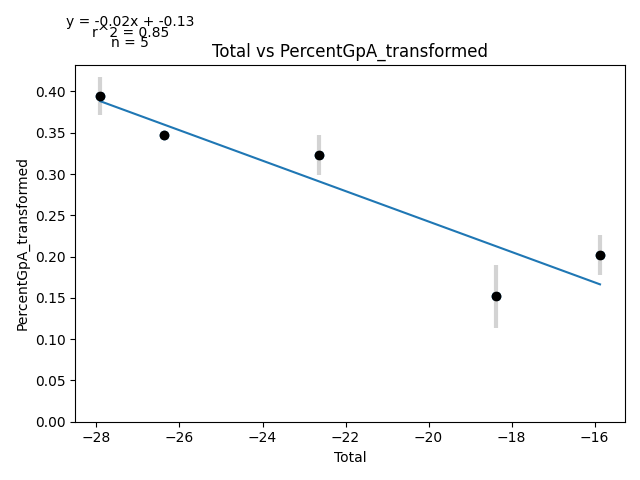 y = -0.02x + -0.13
r^2 = 0.85
n = 5
Total vs PercentGpA_transformed
PercentGpA_transformed
0.40
0.35
0.30
0.25
0.20
0.15
0.10
0.05
0.00
−28 −26 −24 −22 −20 −18 −16
Total